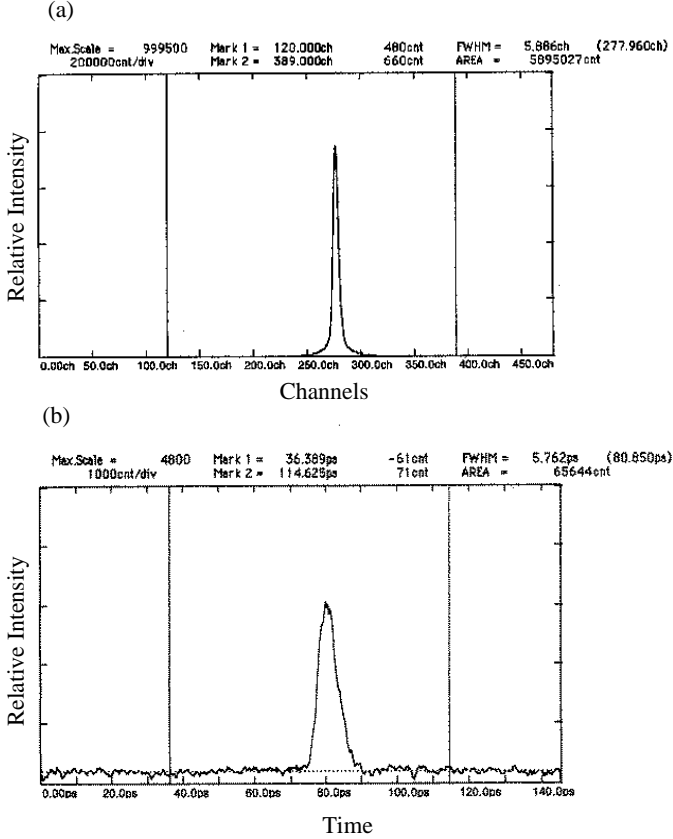 (a)
Max.Scale = 999500 Mark 1 = 120.000ch 480cnt FWHM = 5.886ch (277.960ch)
200000cnt/div Mark 2 = 389.000ch 660cnt AREA = 5895027cnt
Relative Intensity
0.00ch 50.0ch 100.0ch 150.0ch 200.0ch 250.0ch 300.0ch 350.0ch 400.0ch 450.0ch
Channels
(b)
Max.Scale = 4800 Mark 1 = 36.389ps -61cnt FWHM = 5.762ps (80.850ps)
1000cnt/div Mark 2 = 114.625ps 71cnt AREA = 65644cnt
Relative Intensity
0.00ps 20.0ps 40.0ps 60.0ps 80.0ps 100.0ps 120.0ps 140.0ps
Time